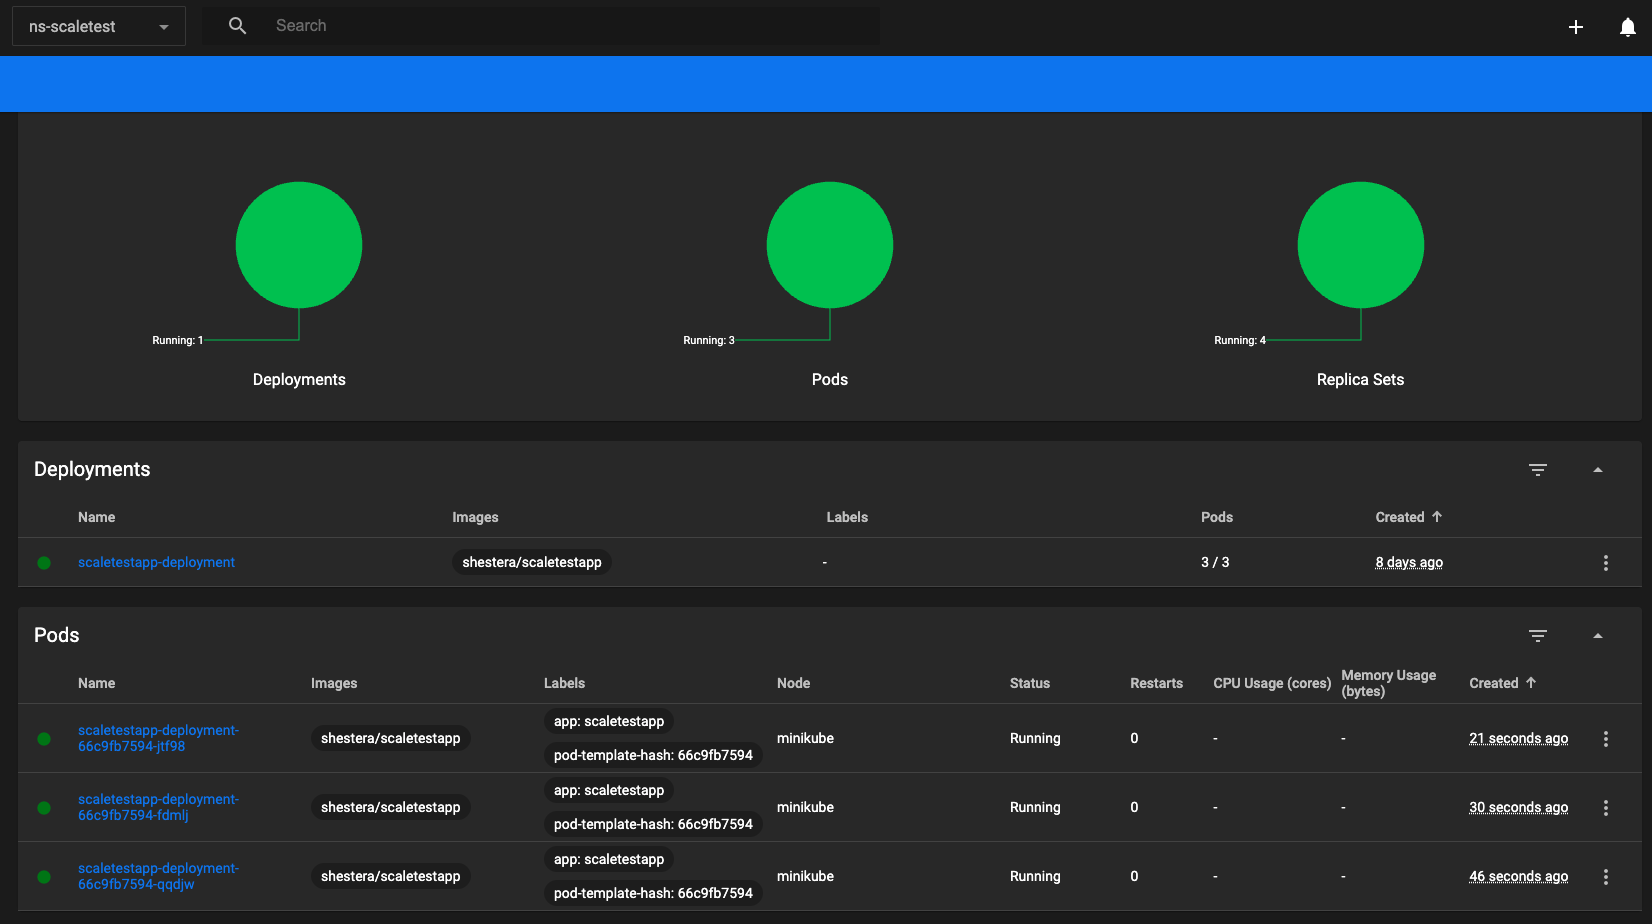 ns-scaletest
Search
Running: 1
Running: 3
Running: 4
Deployments
Pods
Replica Sets
Deployments
Name Images Labels Pods Created
scaletestapp-deployment shestera/scaletestapp - 3 / 3 8 days ago
Pods
Name Images Labels Node Status Restarts CPU Usage (cores) Memory Usage
(bytes) Created
scaletestapp-deployment-
66c9fb7594-jtf98
shestera/scaletestapp
app: scaletestapp
pod-template-hash: 66c9fb7594
minikube Running 0 - - 21 seconds ago
scaletestapp-deployment-
66c9fb7594-fdmlj
shestera/scaletestapp
app: scaletestapp
pod-template-hash: 66c9fb7594
minikube Running 0 - - 30 seconds ago
scaletestapp-deployment-
66c9fb7594-qqdjw
shestera/scaletestapp
app: scaletestapp
pod-template-hash: 66c9fb7594
minikube Running 0 - - 46 seconds ago